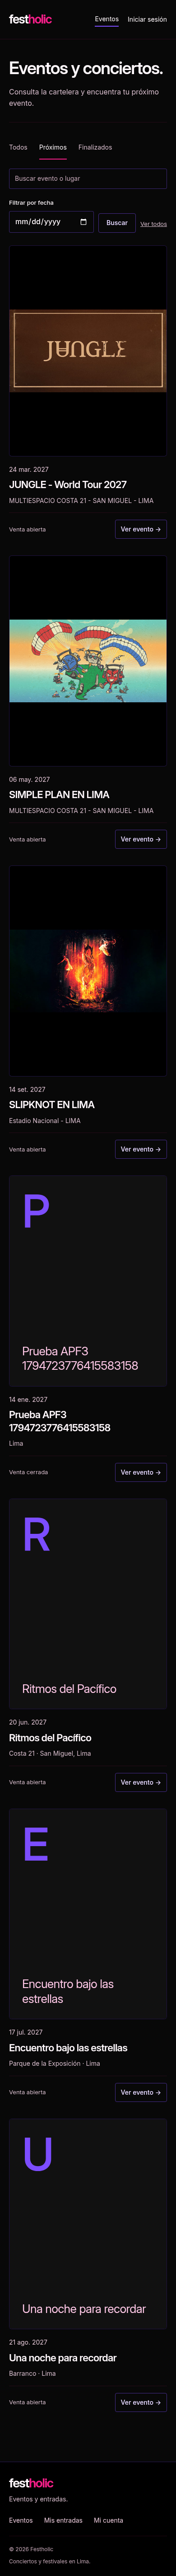 festholic
Eventos
Iniciar sesión
Eventos y conciertos.
Consulta la cartelera y encuentra tu próximo
evento.
Todos
Próximos
Finalizados
Buscar evento o lugar
Filtrar por fecha
mm/dd/yyyy
Buscar
Ver todos
JUNGLE
24 mar. 2027
JUNGLE - World Tour 2027
MULTIESPACIO COSTA 21 - SAN MIGUEL - LIMA
Venta abierta
Ver evento →
06 may. 2027
SIMPLE PLAN EN LIMA
MULTIESPACIO COSTA 21 - SAN MIGUEL - LIMA
Venta abierta
Ver evento →
14 set. 2027
SLIPKNOT EN LIMA
Estadio Nacional - LIMA
Venta abierta
Ver evento →
P
Prueba APF3
1794723776415583158
14 ene. 2027
Prueba APF3
1794723776415583158
Lima
Venta cerrada
Ver evento →
R
Ritmos del Pacífico
20 jun. 2027
Ritmos del Pacífico
Costa 21 · San Miguel, Lima
Venta abierta
Ver evento →
E
Encuentro bajo las
estrellas
17 jul. 2027
Encuentro bajo las estrellas
Parque de la Exposición · Lima
Venta abierta
Ver evento →
U
Una noche para recordar
21 ago. 2027
Una noche para recordar
Barranco · Lima
Venta abierta
Ver evento →
festholic
Eventos y entradas.
Eventos
Mis entradas
Mi cuenta
© 2026 Festholic
Conciertos y festivales en Lima.